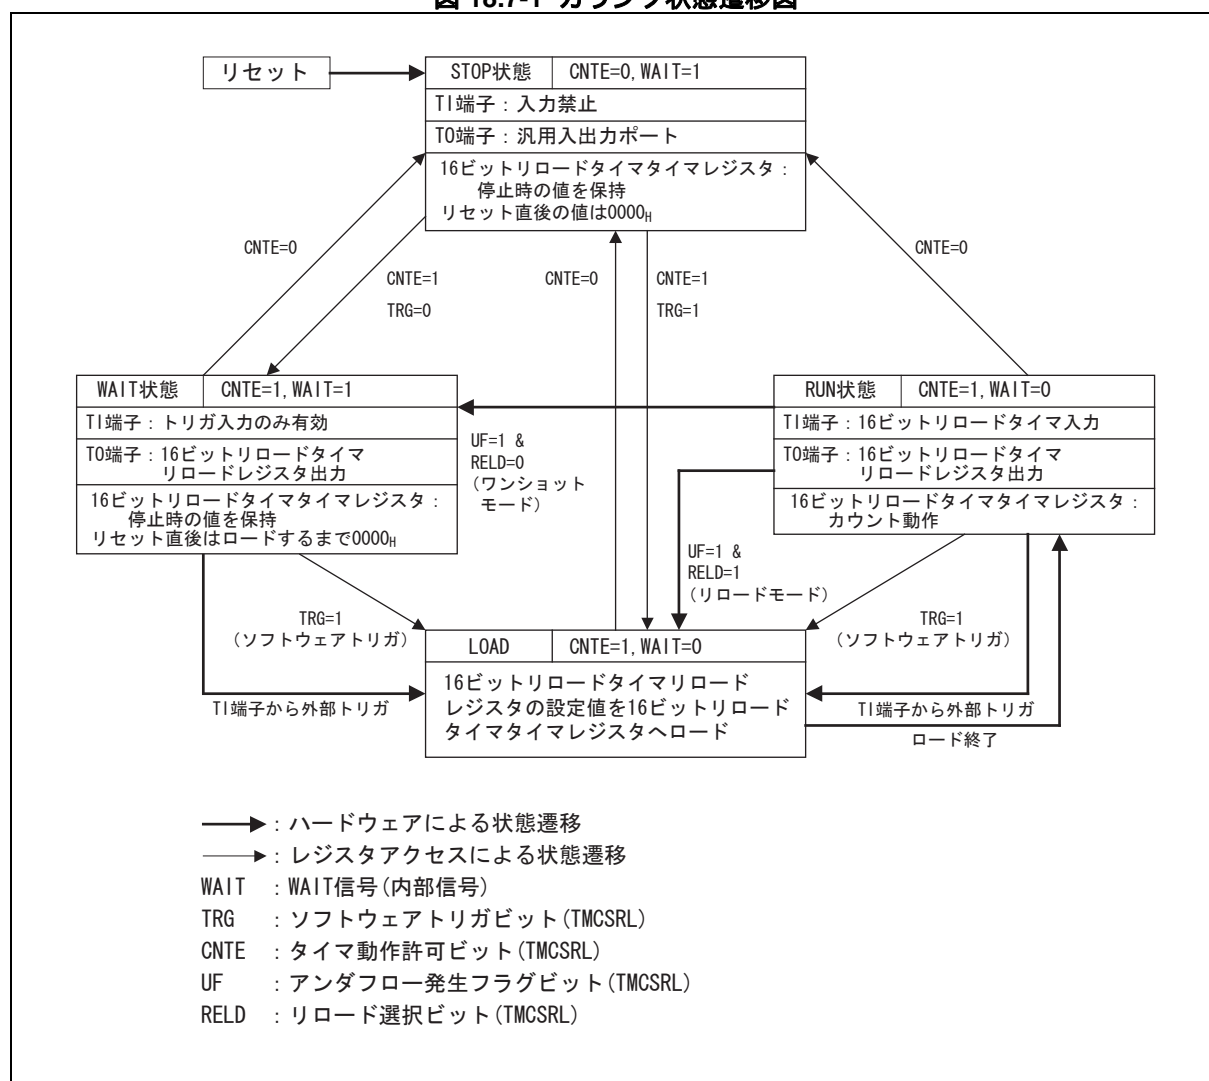 リセット
STOP状態 CNTE=0, WAIT=1
TI端子：入力禁止
TO端子：汎用入出力ポート
16ビットリロードタイマタイマレジスタ：
停止時の値を保持
リセット直後の値は0000H
CNTE=0
CNTE=1
TRG=0
CNTE=0
CNTE=1
TRG=1
CNTE=0
WAIT状態 CNTE=1, WAIT=1
TI端子：トリガ入力のみ有効
TO端子：16ビットリロードタイマ
リロードレジスタ出力
16ビットリロードタイマタイマレジスタ：
停止時の値を保持
リセット直後はロードするまで0000H
UF=1 &
RELD=0
(ワンショット
モード)
RUN状態 CNTE=1, WAIT=0
TI端子：16ビットリロードタイマ入力
TO端子：16ビットリロードタイマ
リロードレジスタ出力
16ビットリロードタイマタイマレジスタ：
カウント動作
UF=1 &
RELD=1
(リロードモード)
TRG=1
(ソフトウェアトリガ)
TRG=1
(ソフトウェアトリガ)
LOAD CNTE=1, WAIT=0
16ビットリロードタイマリロード
レジスタの設定値を16ビットリロード
タイマタイマレジスタへロード
TI端子から外部トリガ
TI端子から外部トリガ
ロード終了
：ハードウェアによる状態遷移
：レジスタアクセスによる状態遷移
WAIT ：WAIT信号(内部信号)
TRG ：ソフトウェアトリガビット(TMCSRL)
CNTE ：タイマ動作許可ビット(TMCSRL)
UF ：アンダフロー発生フラグビット(TMCSRL)
RELD ：リロード選択ビット(TMCSRL)